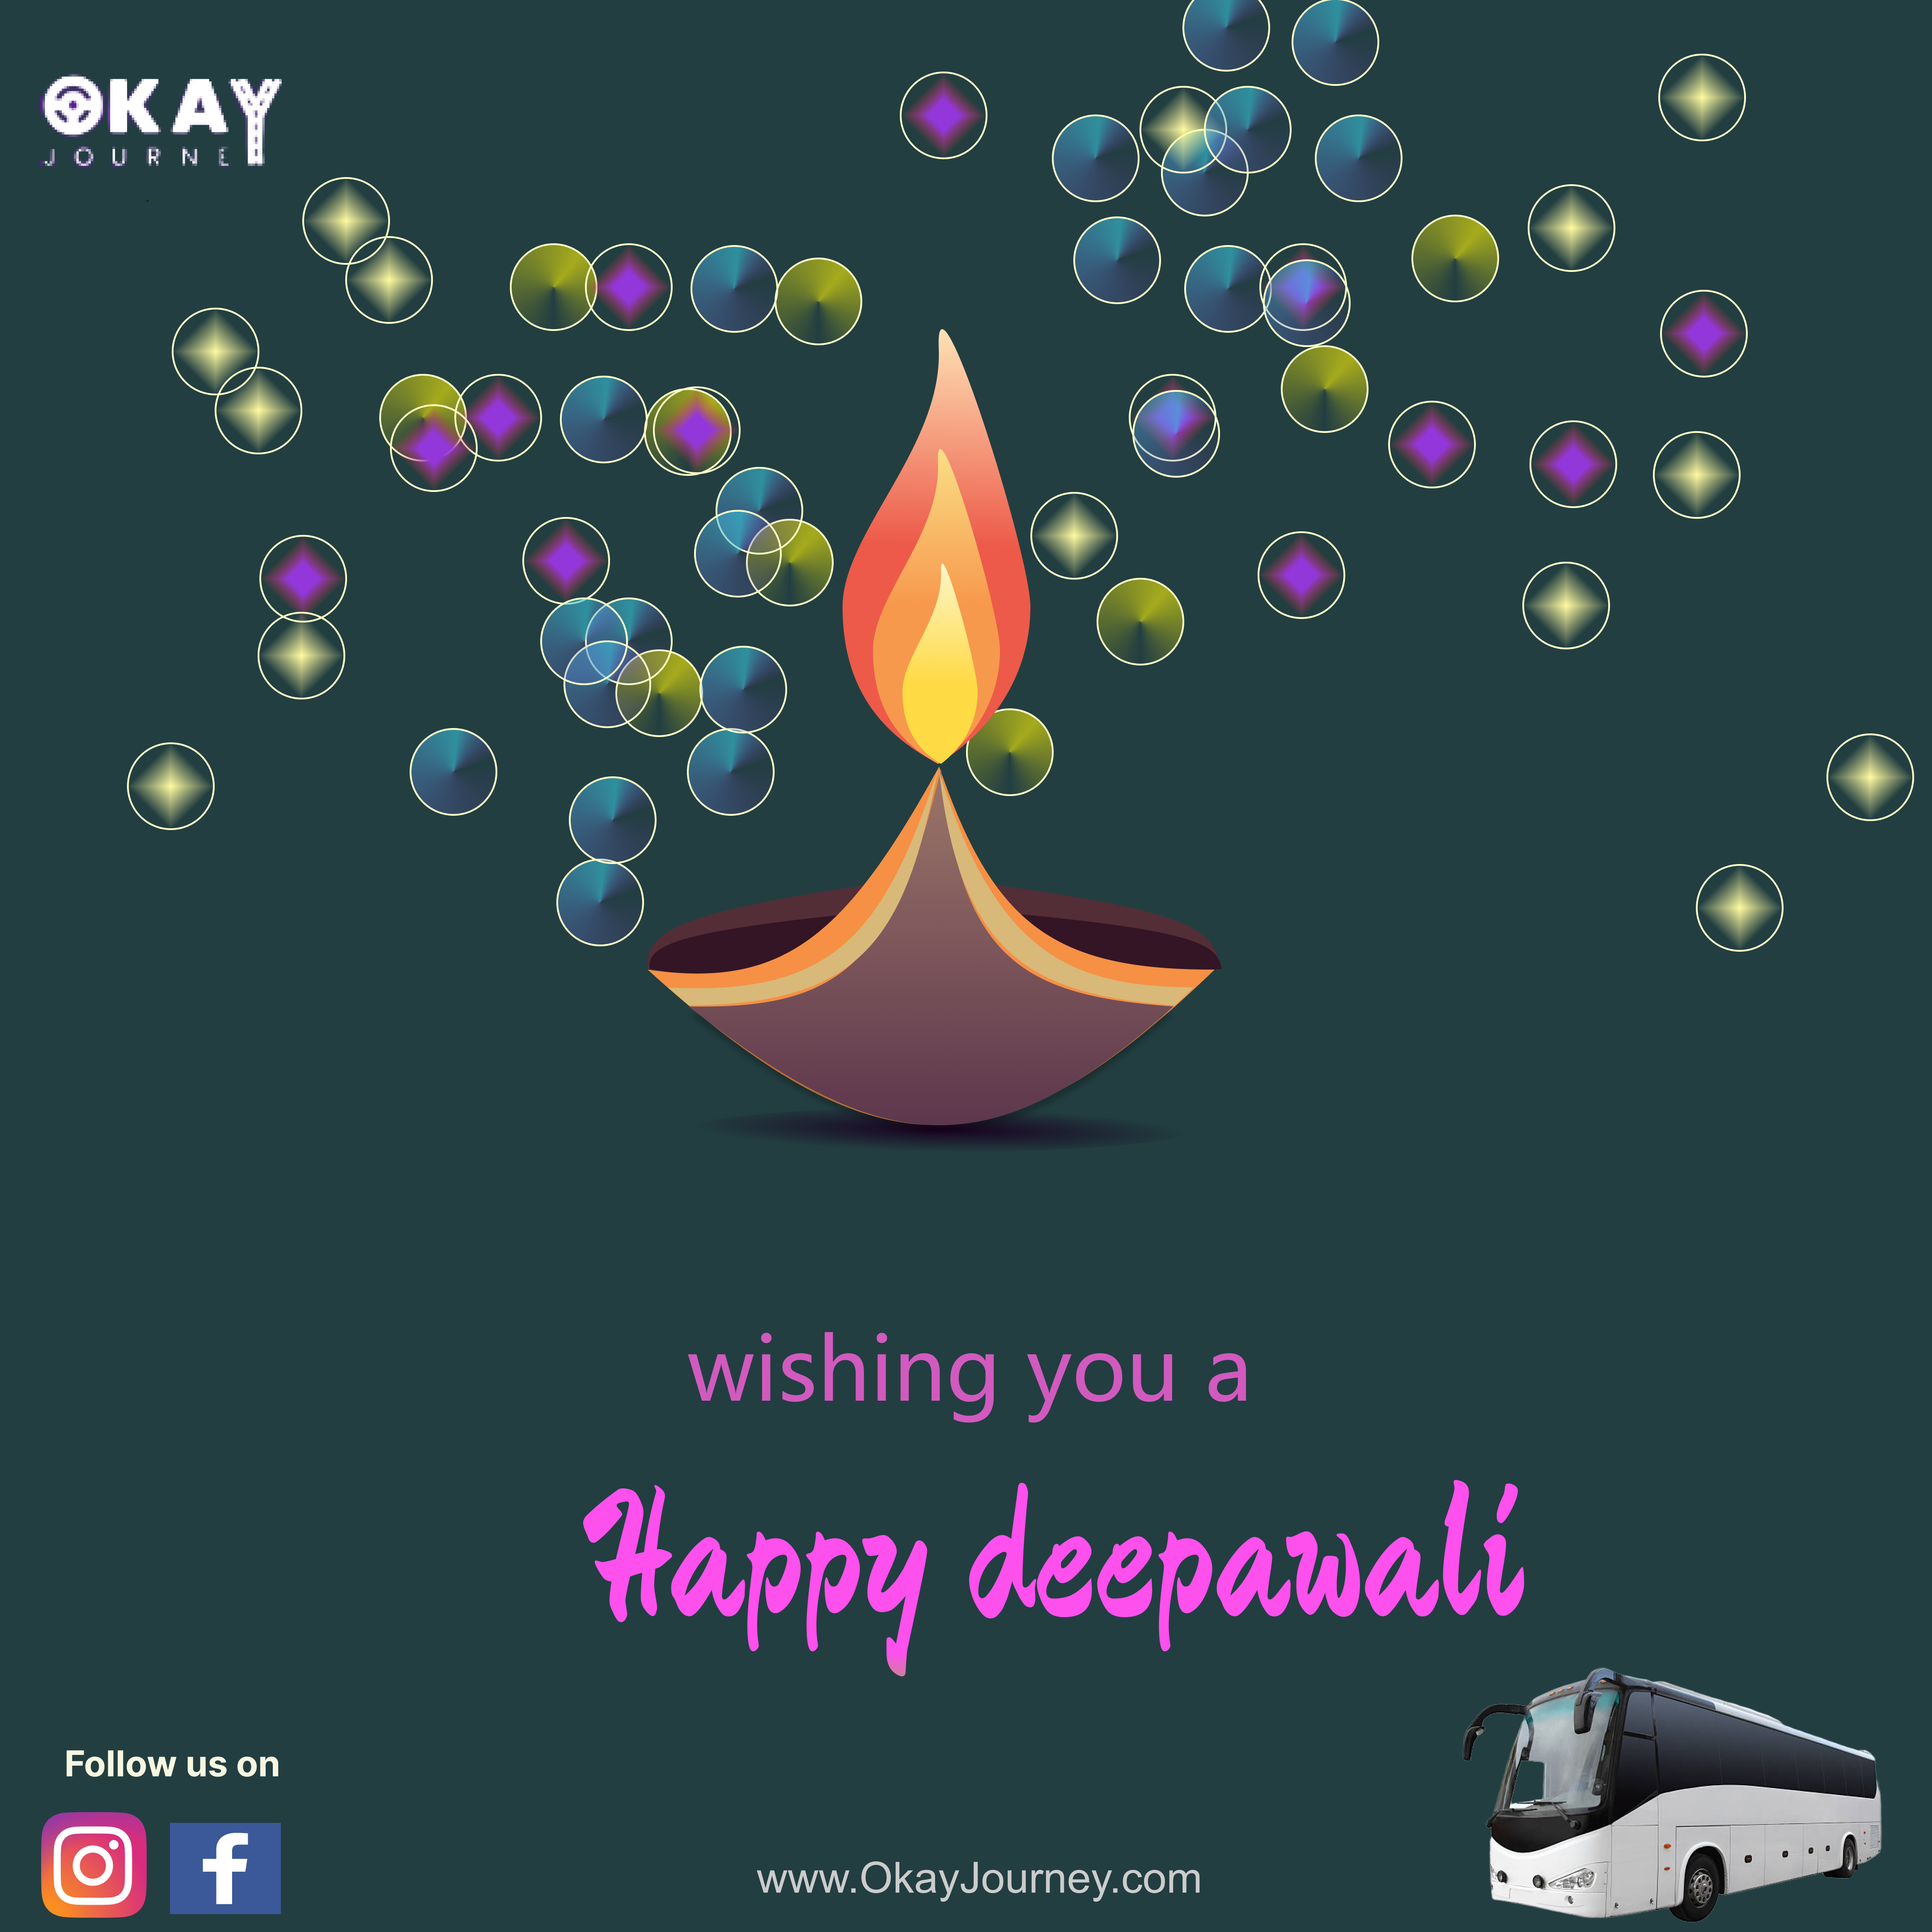 OKAY
JOURNEY
wishing you a
Happy deepawali
Follow us on
www.OkayJourney.com